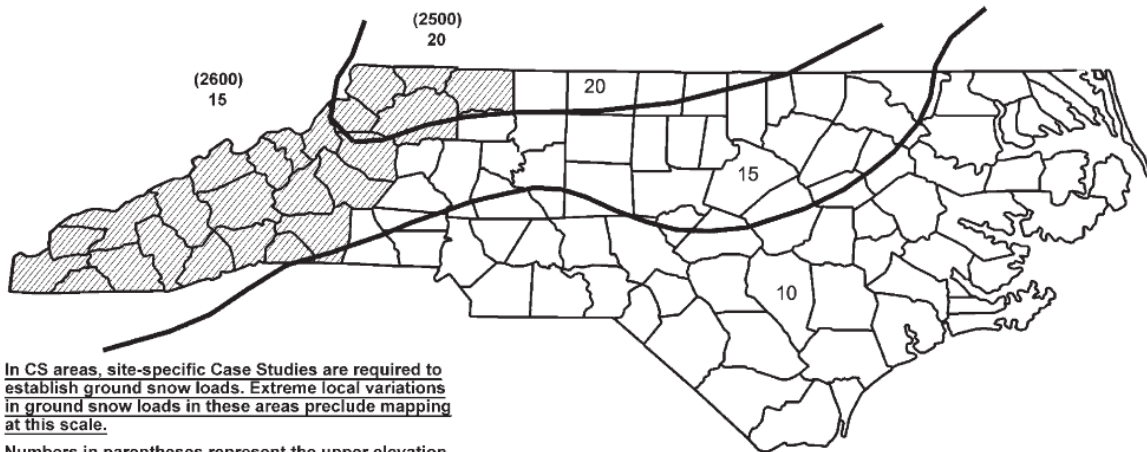 (2500)
20
(2600)
15
20
15
10
In CS areas, site-specific Case Studies are required to
establish ground snow loads. Extreme local variations
in ground snow loads in these areas preclude mapping
at this scale.
Numbers in parentheses represent the upper elevation